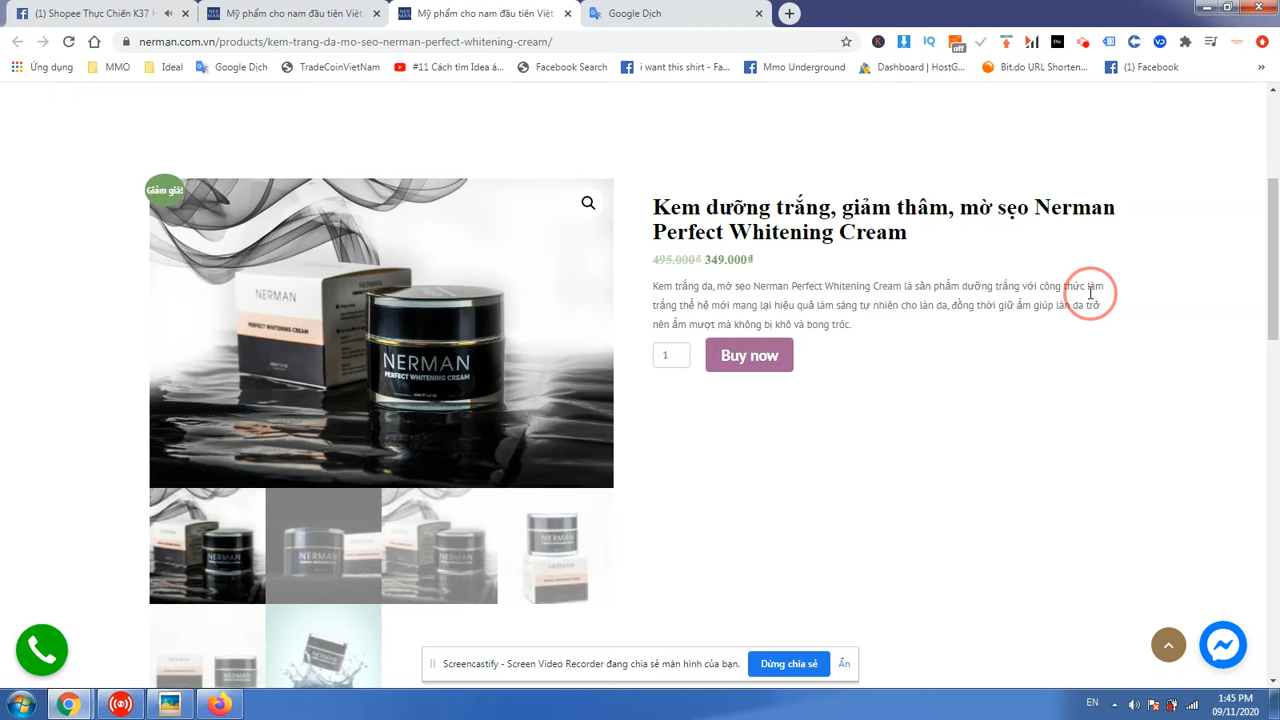 (1) Shopee Thực Chiến K37 H
Mỹ phẩm cho nam đầu tiên Việt
Mỹ phẩm cho nam đầu tiên Việt
Google Dịch
nerman.com.vn/product/kem-trang-da-mo-seo-nerman-perfect-whitening-cream/
Ứng dụng
MMO
Ideal
Google Dịch
TradeCoinVietNam
#11 Cách tìm Idea á...
Facebook Search
i want this shirt - Fa...
Mmo Underground
Dashboard | HostG...
Bit.do URL Shorten...
(1) Facebook
off
Giảm giá!
NERMAN
PERFECT WHITENING CREAM
NERMAN
PERFECT WHITENING CREAM
Kem dưỡng trắng, giảm thâm, mờ sẹo Nerman
Perfect Whitening Cream
495.000₫ 349.000₫
Kem trắng da, mờ sẹo Nerman Perfect Whitening Cream là sản phẩm dưỡng trắng với công thức làm
trắng thế hệ mới mang lại hiệu quả làm sáng tự nhiên cho làn da, đồng thời giữ ẩm giúp làn da trở
nên ẩm mượt mà không bị khô và bong tróc.
1
Buy now
NERMAN
NERMAN
NERMAN
Screencastify - Screen Video Recorder đang chia sẻ màn hình của bạn.
Dừng chia sẻ
Ẩn
EN
1:45 PM
09/11/2020